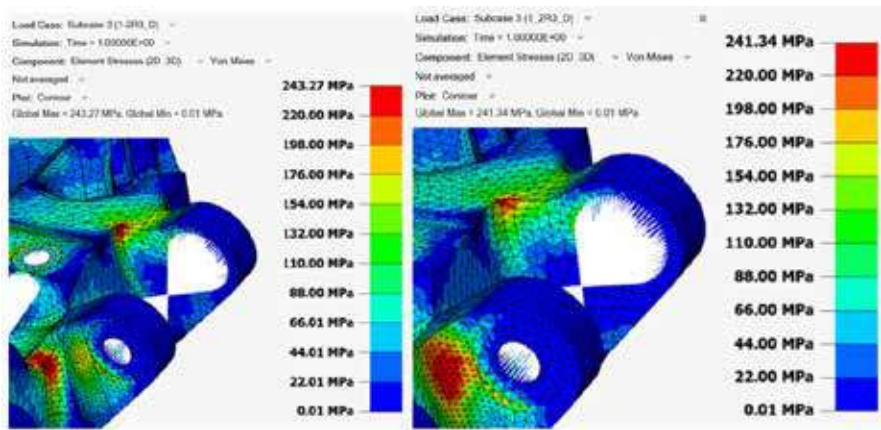 Load Case: Subcase 3 (1-2R3_D)
Simulation: Time = 1.00000E+00
Component: Element Stresses (2D 3D) Von Mises
Not averaged
Plot: Contour
Global Max = 243.27 MPa, Global Min = 0.01 MPa
243.27 MPa
220.00 MPa
198.00 MPa
176.00 MPa
154.00 MPa
132.00 MPa
110.00 MPa
88.00 MPa
66.01 MPa
44.01 MPa
22.01 MPa
0.01 MPa
Load Case: Subcase 3 (1_2R3_D)
Simulation: Time = 1.00000E+00
Component: Element Stresses (2D 3D) Von Mises
Not averaged
Plot: Contour
Global Max = 241.34 MPa, Global Min = 0.01 MPa
241.34 MPa
220.00 MPa
198.00 MPa
176.00 MPa
154.00 MPa
132.00 MPa
110.00 MPa
88.00 MPa
66.00 MPa
44.00 MPa
22.00 MPa
0.01 MPa